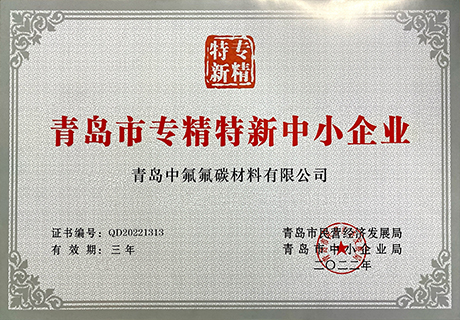 专精
特新
青岛市专精特新中小企业
青岛中氟氟碳材料有限公司
证书编号：QD20221313
有效期：三年
青岛市民营经济发展局
青岛市中小企业局
二〇二二年